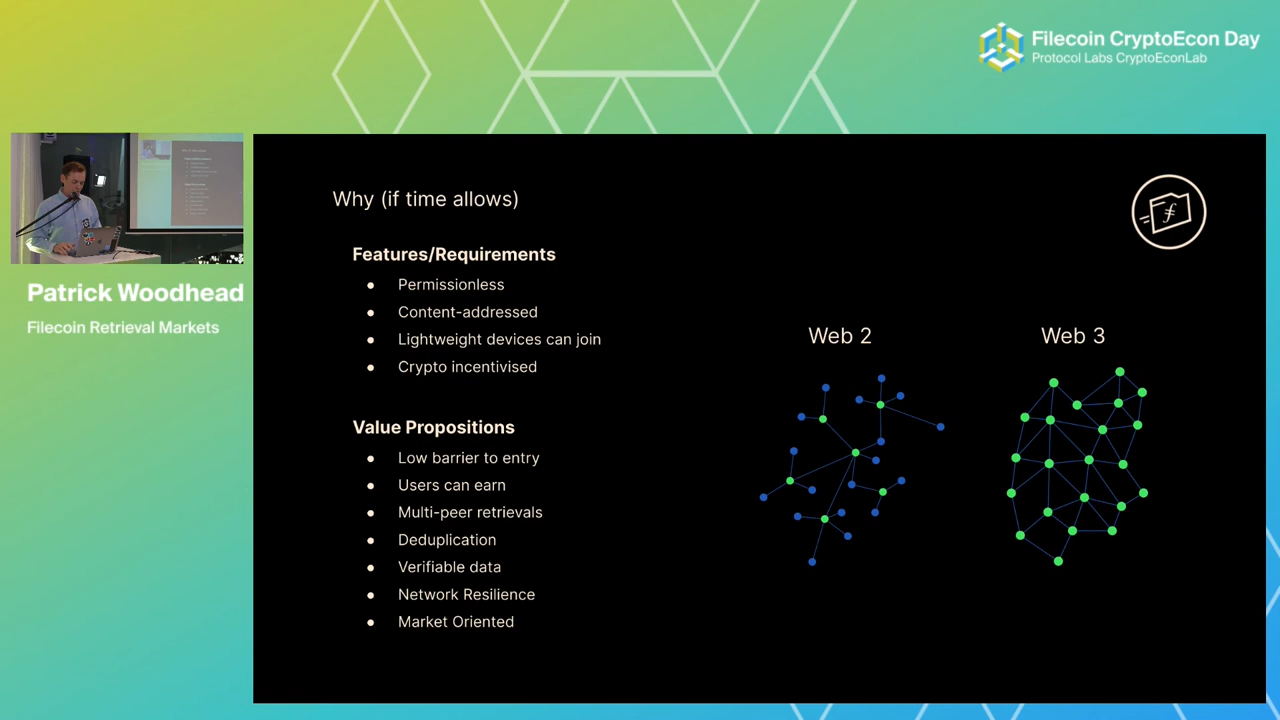 Filecoin CryptoEcon Day
Protocol Labs CryptoEconLab
Patrick Woodhead
Filecoin Retrieval Markets
Why (if time allows)
Features/Requirements
● Permissionless
● Content-addressed
● Lightweight devices can join
● Crypto incentivised
Value Propositions
● Low barrier to entry
● Users can earn
● Multi-peer retrievals
● Deduplication
● Verifiable data
● Network Resilience
● Market Oriented
Web 2
Web 3